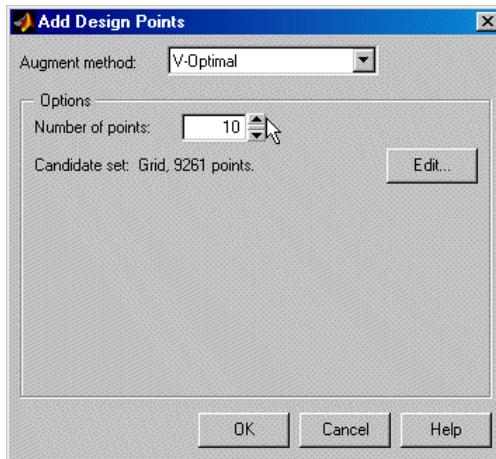 Add Design Points
Augment method: V-Optimal
Options
Number of points: 10
Candidate set: Grid, 9261 points.
Edit...
OK Cancel Help